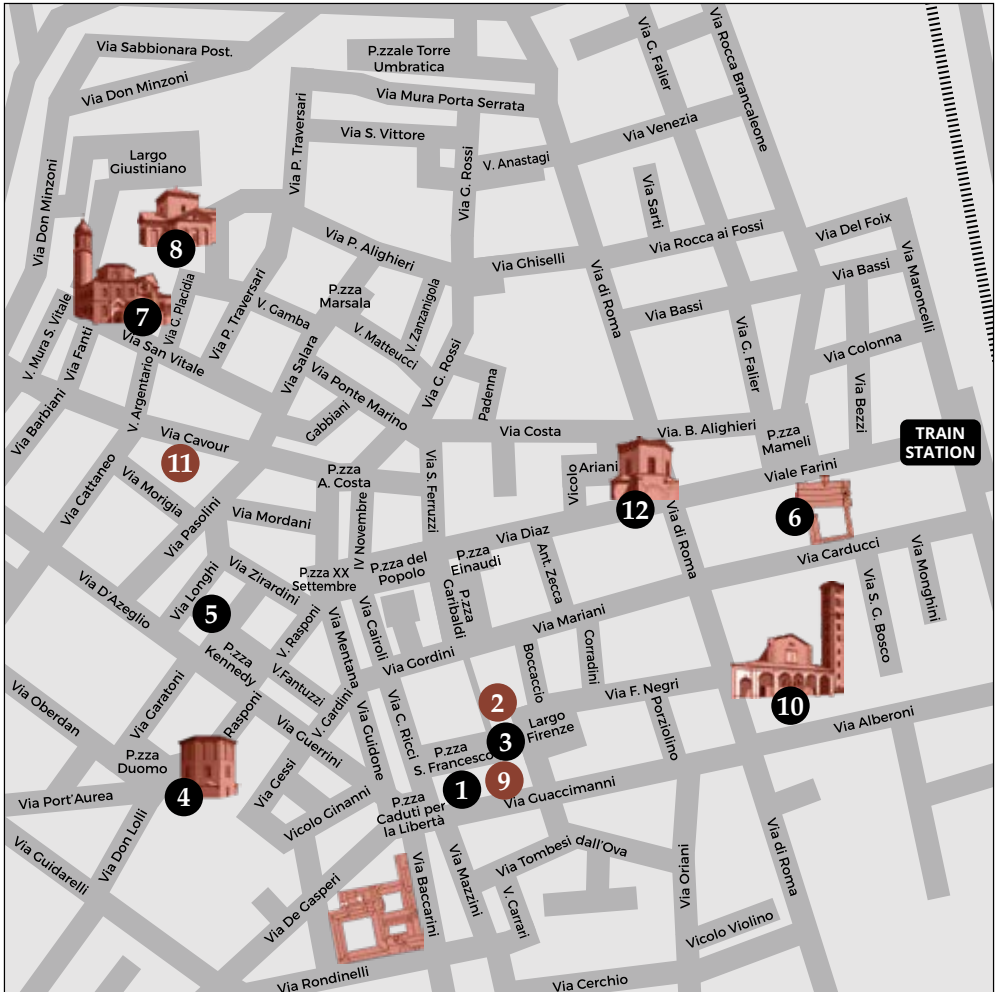 Via Sabbionara Post.
P.zzale Torre
Umbratica
Via G. Falier
Via Rocca Brancaleone
Via Don Minzoni
Via Mura Porta Serrata
Via P. Traversari
Via S. Vittore
Via Venezia
Via G. Rossi
V. Anastagi
Largo
Giustiniano
Via Don Minzoni
Via Sarti
Via Del Foix
Via Rocca ai Fossi
Via P. Alighieri
Via Ghiselli
8
Via di Roma
Via Bassi
Via Maroncelli
V. Mura S. Vitale
Via Fanti
7
Via G. Placidia
Via P. Traversari
V. Gamba
P.zza
Marsala
V. Zanzanigola
Via Bassi
Via San Vitale
Via Salara
V. Matteucci
Via G. Rossi
Via G. Falier
Via Colonna
Via Barbiani
V. Argentario
Via Ponte Marino
Gabbiani
Padenna
Via Bezzi
Via Cavour
Via Costa
Via. B. Alighieri
P.zza
Mameli
TRAIN
STATION
11
Via Cattaneo
Via Morigia
P.zza
A. Costa
Via S. Ferruzzi
Vicolo
Ariani
Viale Farini
Via Pasolini
Via Mordani
IV Novembre
12
6
Via di Roma
Via Diaz
Via Carducci
Via Monghini
Via D'Azeglio
Via Longhi
Via Zirardini
P.zza XX
Settembre
P.zza del
Popolo
P.zza
Einaudi
Ant. Zecca
5
V. Rasponi
Via Mentana
Via Cairoli
P.zza
Garibaldi
Via Mariani
Via S. G. Bosco
P.zza
Kennedy
V.Fantuzzi
Via Gordini
Boccaccio
Corradini
Via Oberdan
Via Garatoni
Rasponi
V. Cardini
Via Guidone
Via C. Ricci
2
Via F. Negri
10
Via Guerrini
P.zza
S. Francesco
3
Largo
Firenze
Porziolino
Via Alberoni
P.zza
Duomo
4
Via Gessi
1
9
Via Port'Aurea
Via Don Lolli
Vicolo Ginanni
P.zza
Caduti per
la Libertà
Via Guaccimanni
Via Guidarelli
Via De Gasperi
Via Baccarini
Via Mazzini
Via Tombesi dall'Ova
V. Carrari
Via Oriani
Via di Roma
Vicolo Violino
Via Rondinelli
Via Cerchio